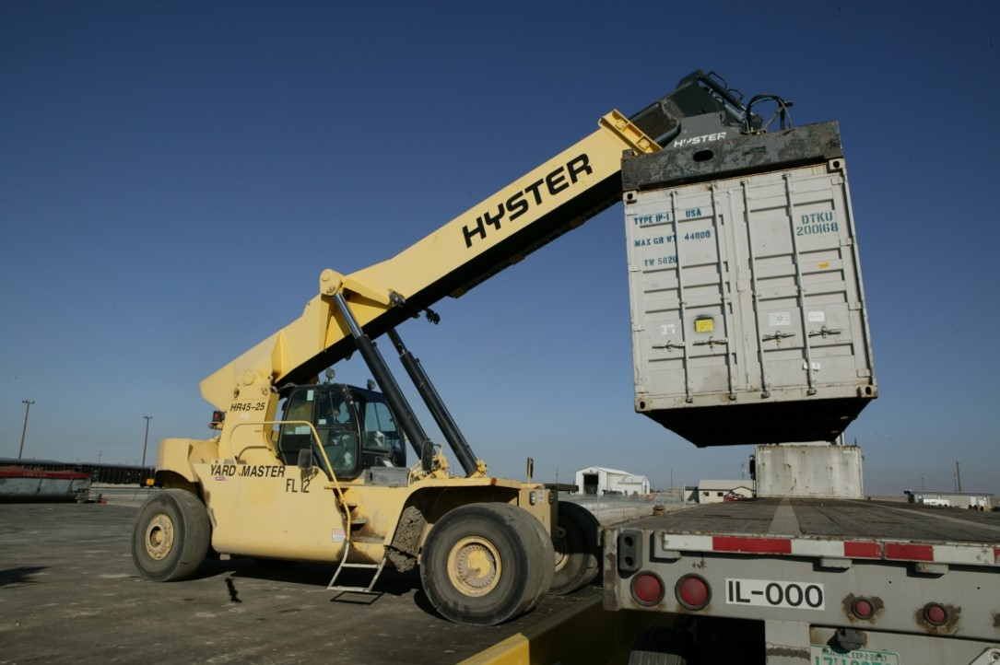 HYSTER
HYSTER
TYPE IP-1 USA
MAX GR WT 44800
TW 5820
DTKU
200168
HR45-25
YARD MASTER
FL12
IL-000